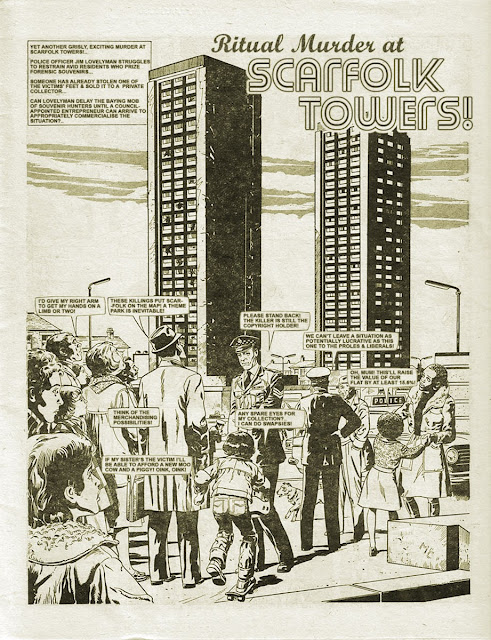 YET ANOTHER GRISLY, EXCITING MURDER AT
SCARFOLK TOWERS!..
POLICE OFFICER JIM LOVELYMAN STRUGGLES
TO RESTRAIN AVID RESIDENTS WHO PRIZE
FORENSIC SOUVENIRS...
SOMEONE HAS ALREADY STOLEN ONE OF
THE VICTIMS' FEET & SOLD IT TO A PRIVATE
COLLECTOR...
CAN LOVELYMAN DELAY THE BAYING MOB
OF SOUVENIR HUNTERS UNTIL A COUNCIL-
APPOINTED ENTREPRENEUR CAN ARRIVE TO
APPROPRIATELY COMMERCIALISE THE
SITUATION?..
Ritual Murder at
SCARFOLK
TOWERS!
I'D GIVE MY RIGHT ARM
TO GET MY HANDS ON A
LIMB OR TWO!
THESE KILLINGS PUT SCAR-
FOLK ON THE MAP! A THEME
PARK IS INEVITABLE!
PLEASE STAND BACK!
THE KILLER IS STILL THE
COPYRIGHT HOLDER!
WE CAN'T LEAVE A SITUATION AS
POTENTIALLY LUCRATIVE AS THIS
ONE TO THE PROLES & LIBERALS!
OH, MUM! THIS'LL RAISE
THE VALUE OF OUR
FLAT BY AT LEAST 15.6%!
POLICE
THINK OF THE
MERCHANDISING
POSSIBILITIES!
ANY SPARE EYES FOR
MY COLLECTION?..
I CAN DO SWAPSIES!
IF MY SISTER'S THE VICTIM I'LL
BE ABLE TO AFFORD A NEW MOO
COW AND A PIGGY! OINK, OINK!